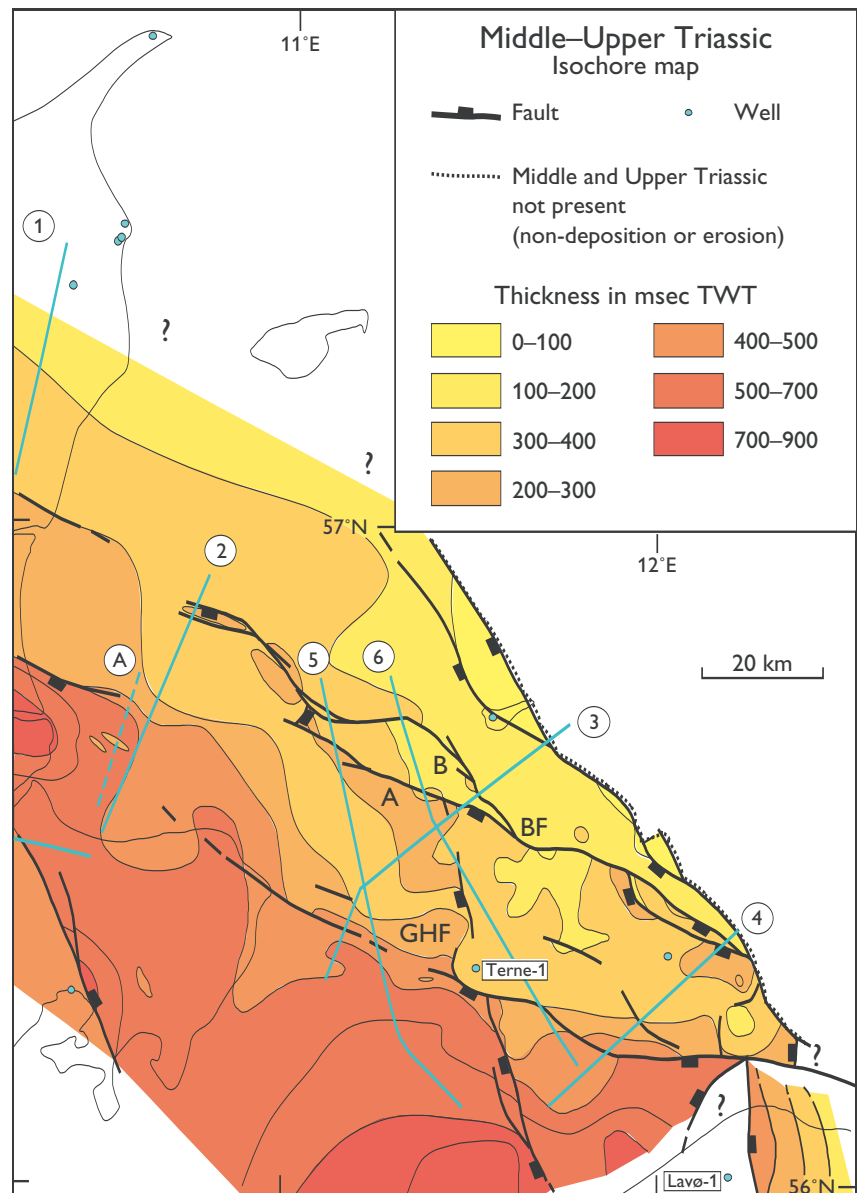 11°E
Middle–Upper Triassic
Isochore map
Fault
Well
Middle and Upper Triassic
not present
(non-deposition or erosion)
Thickness in msec TWT
0–100
400–500
100–200
500–700
300–400
700–900
200–300
1
?
?
57°N
12°E
2
A
5
6
20 km
3
B
A
BF
4
GHF
Terne-1
?
?
Lavø-1
56°N